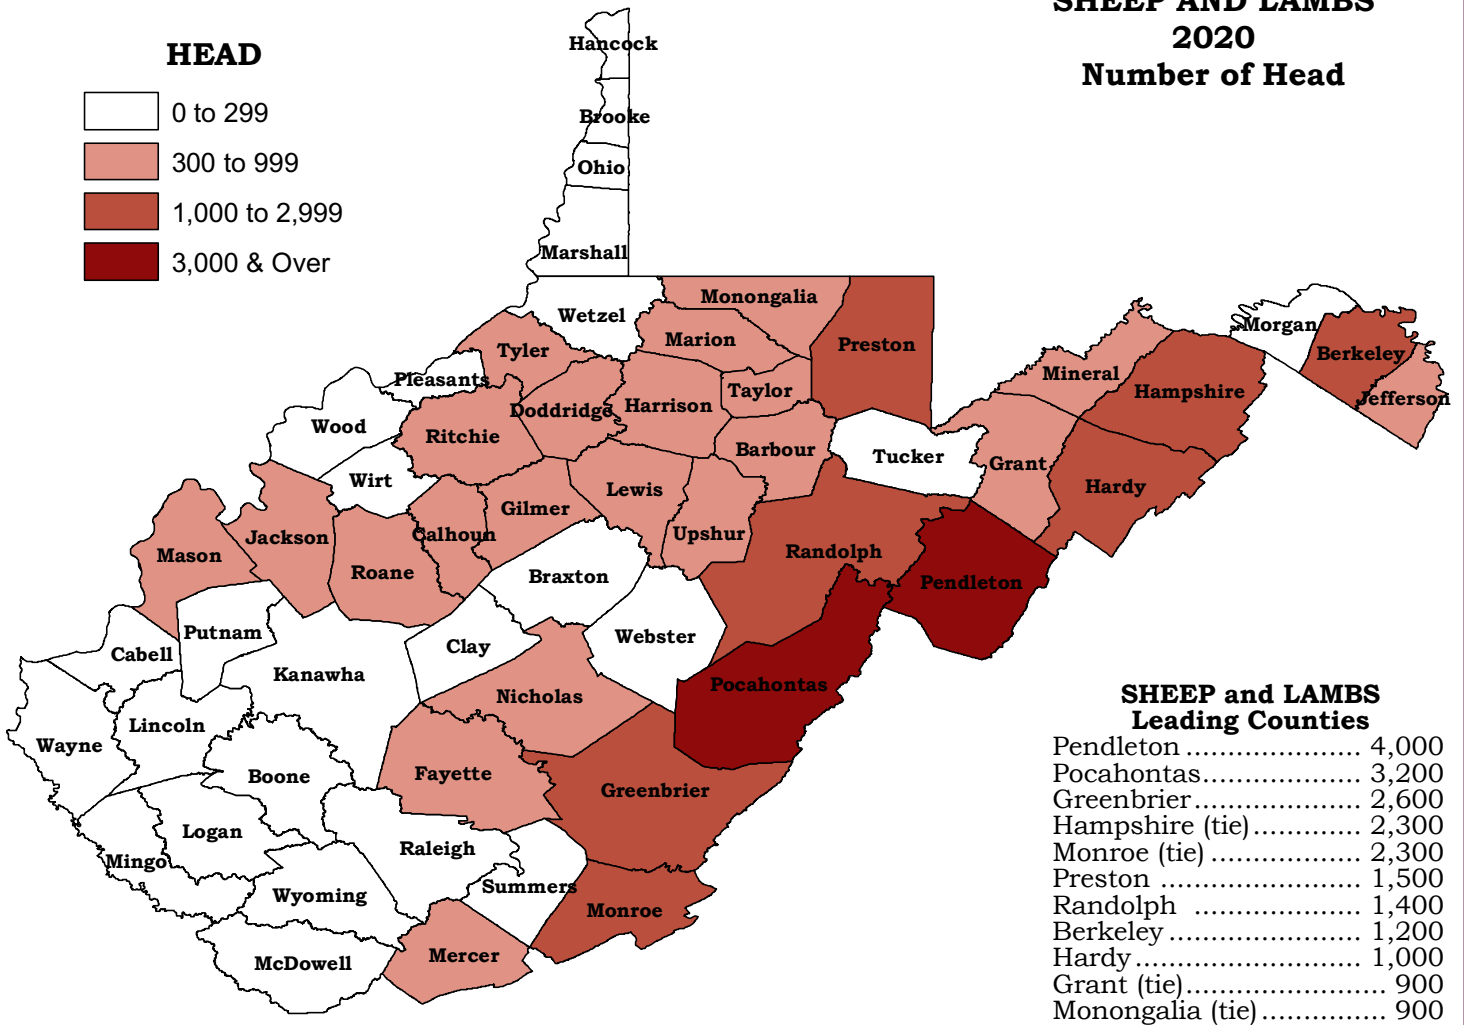 SHEEP AND LAMBS
2020
Number of Head
HEAD
0 to 299
300 to 999
1,000 to 2,999
3,000 & Over
Hancock
Brooke
Ohio
Marshall
Wetzel
Monongalia
Marion
Preston
Tyler
Pleasants
Doddridge
Harrison
Taylor
Mineral
Hampshire
Morgan
Berkeley
Jefferson
Wood
Ritchie
Barbour
Tucker
Grant
Hardy
Wirt
Gilmer
Lewis
Upshur
Calhoun
Jackson
Mason
Roane
Braxton
Randolph
Pendleton
Putnam
Cabell
Kanawha
Clay
Webster
Pocahontas
Nicholas
Lincoln
Wayne
Boone
Fayette
Greenbrier
Logan
Mingo
Raleigh
Wyoming
Summers
Monroe
McDowell
Mercer
SHEEP and LAMBS
Leading Counties
Pendleton ..................... 4,000
Pocahontas................... 3,200
Greenbrier.................... 2,600
Hampshire (tie)............. 2,300
Monroe (tie) .................. 2,300
Preston ........................ 1,500
Randolph .................... 1,400
Berkeley ....................... 1,200
Hardy........................... 1,000
Grant (tie)........................ 900
Monongalia (tie)............... 900